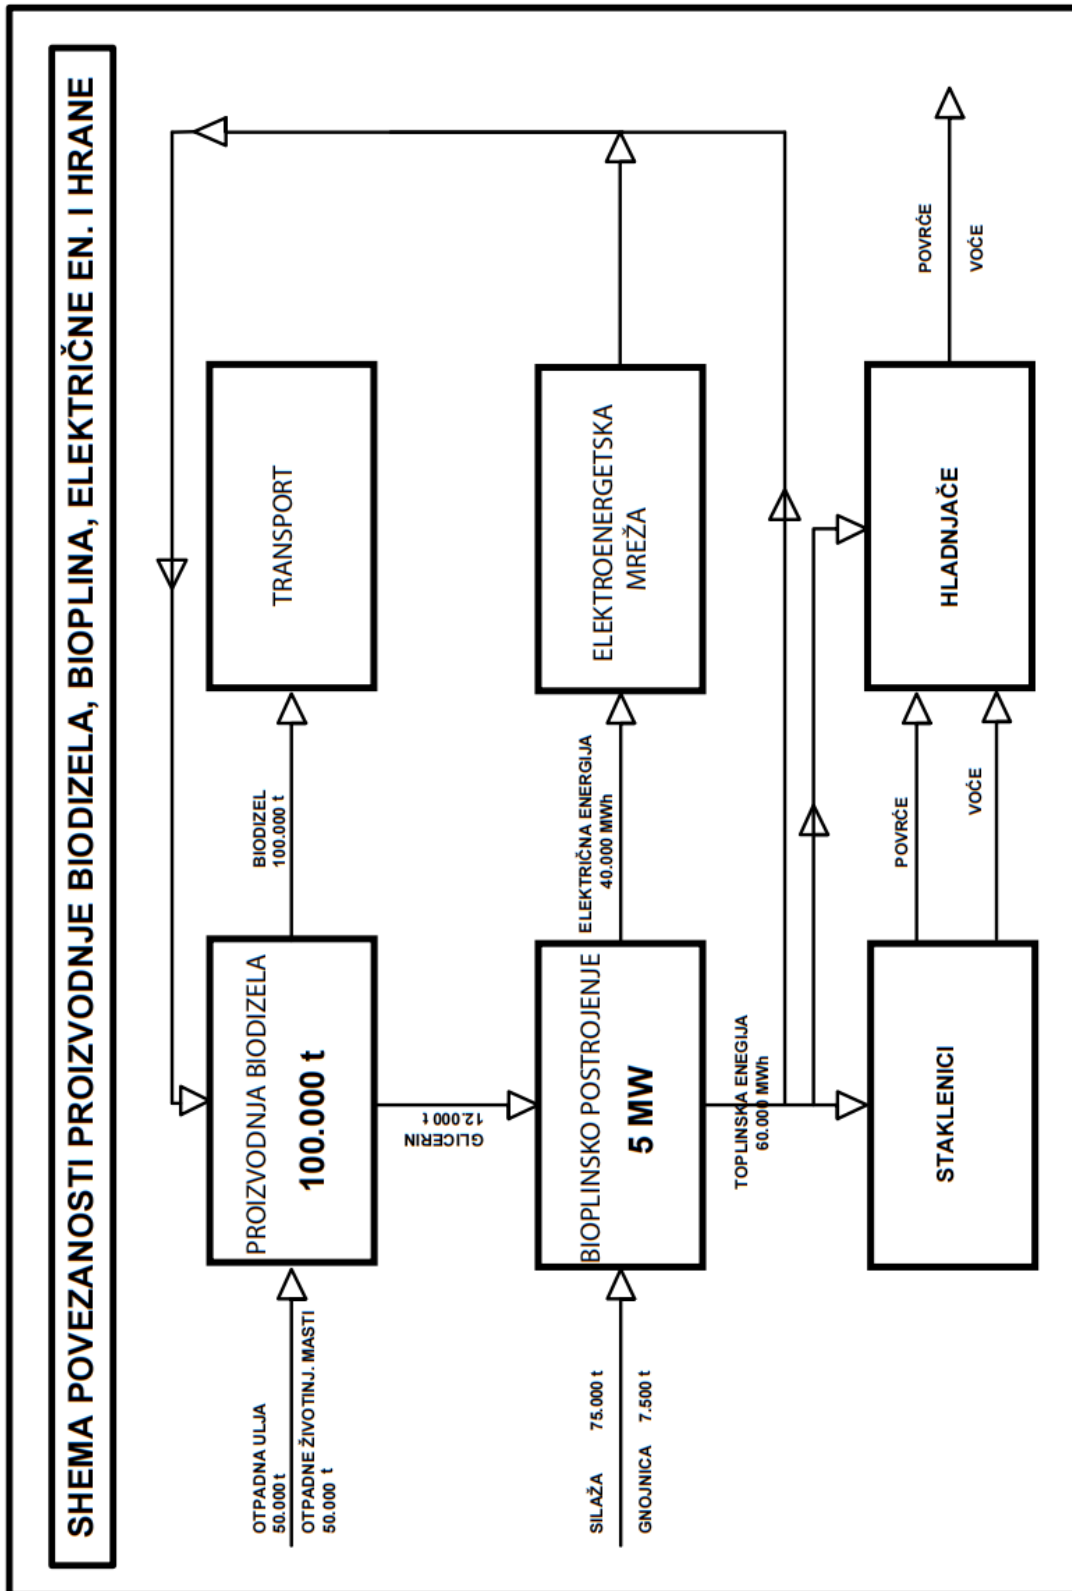 SHEMA POVEZANOSTI PROIZVODNJE BIODIZELA, BIOPLINA, ELEKTRIČNE EN. I HRANE
OTPADNA ULJA
50.000 t
OTPADNE ŽIVOTINJ. MASTI
50.000 t
PROIZVODNJA BIODIZELA
100.000 t
BIODIZEL
100.000 t
TRANSPORT
GLICERIN
12.000 t
SILAŽA 75.000 t
GNOJNICA 7.500 t
BIOPLINSKO POSTROJENJE
5 MW
ELEKTRIČNA ENERGIJA
40.000 MWh
ELEKTROENERGETSKA
MREŽA
TOPLINSKA ENEGIJA
60.000 MWh
STAKLENICI
POVRĆE
VOĆE
HLADNJAČE
POVRĆE
VOĆE